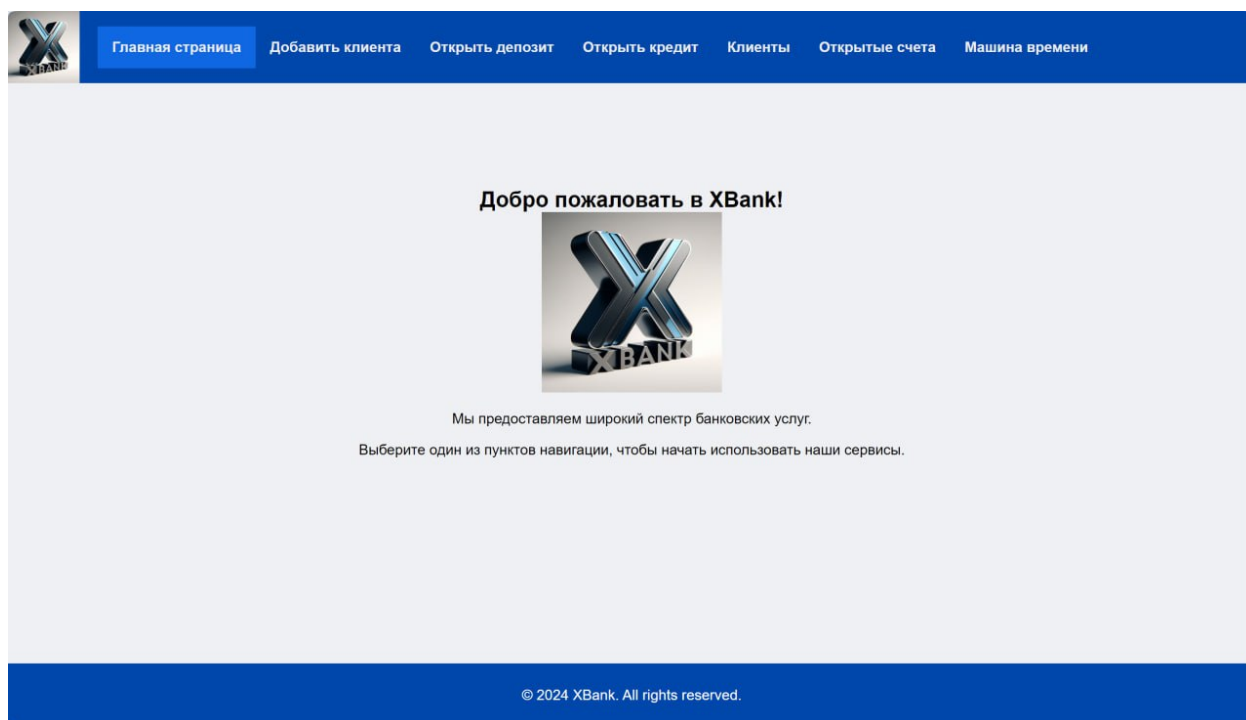 XBANK
Главная страница Добавить клиента Открыть депозит Открыть кредит Клиенты Открытые счета Машина времени
Добро пожаловать в XBank!
XBANK
Мы предоставляем широкий спектр банковских услуг.
Выберите один из пунктов навигации, чтобы начать использовать наши сервисы.
© 2024 XBank. All rights reserved.